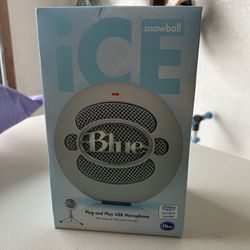 snowball
iCE
Blue
Plug and Play USB Microphone
Blue